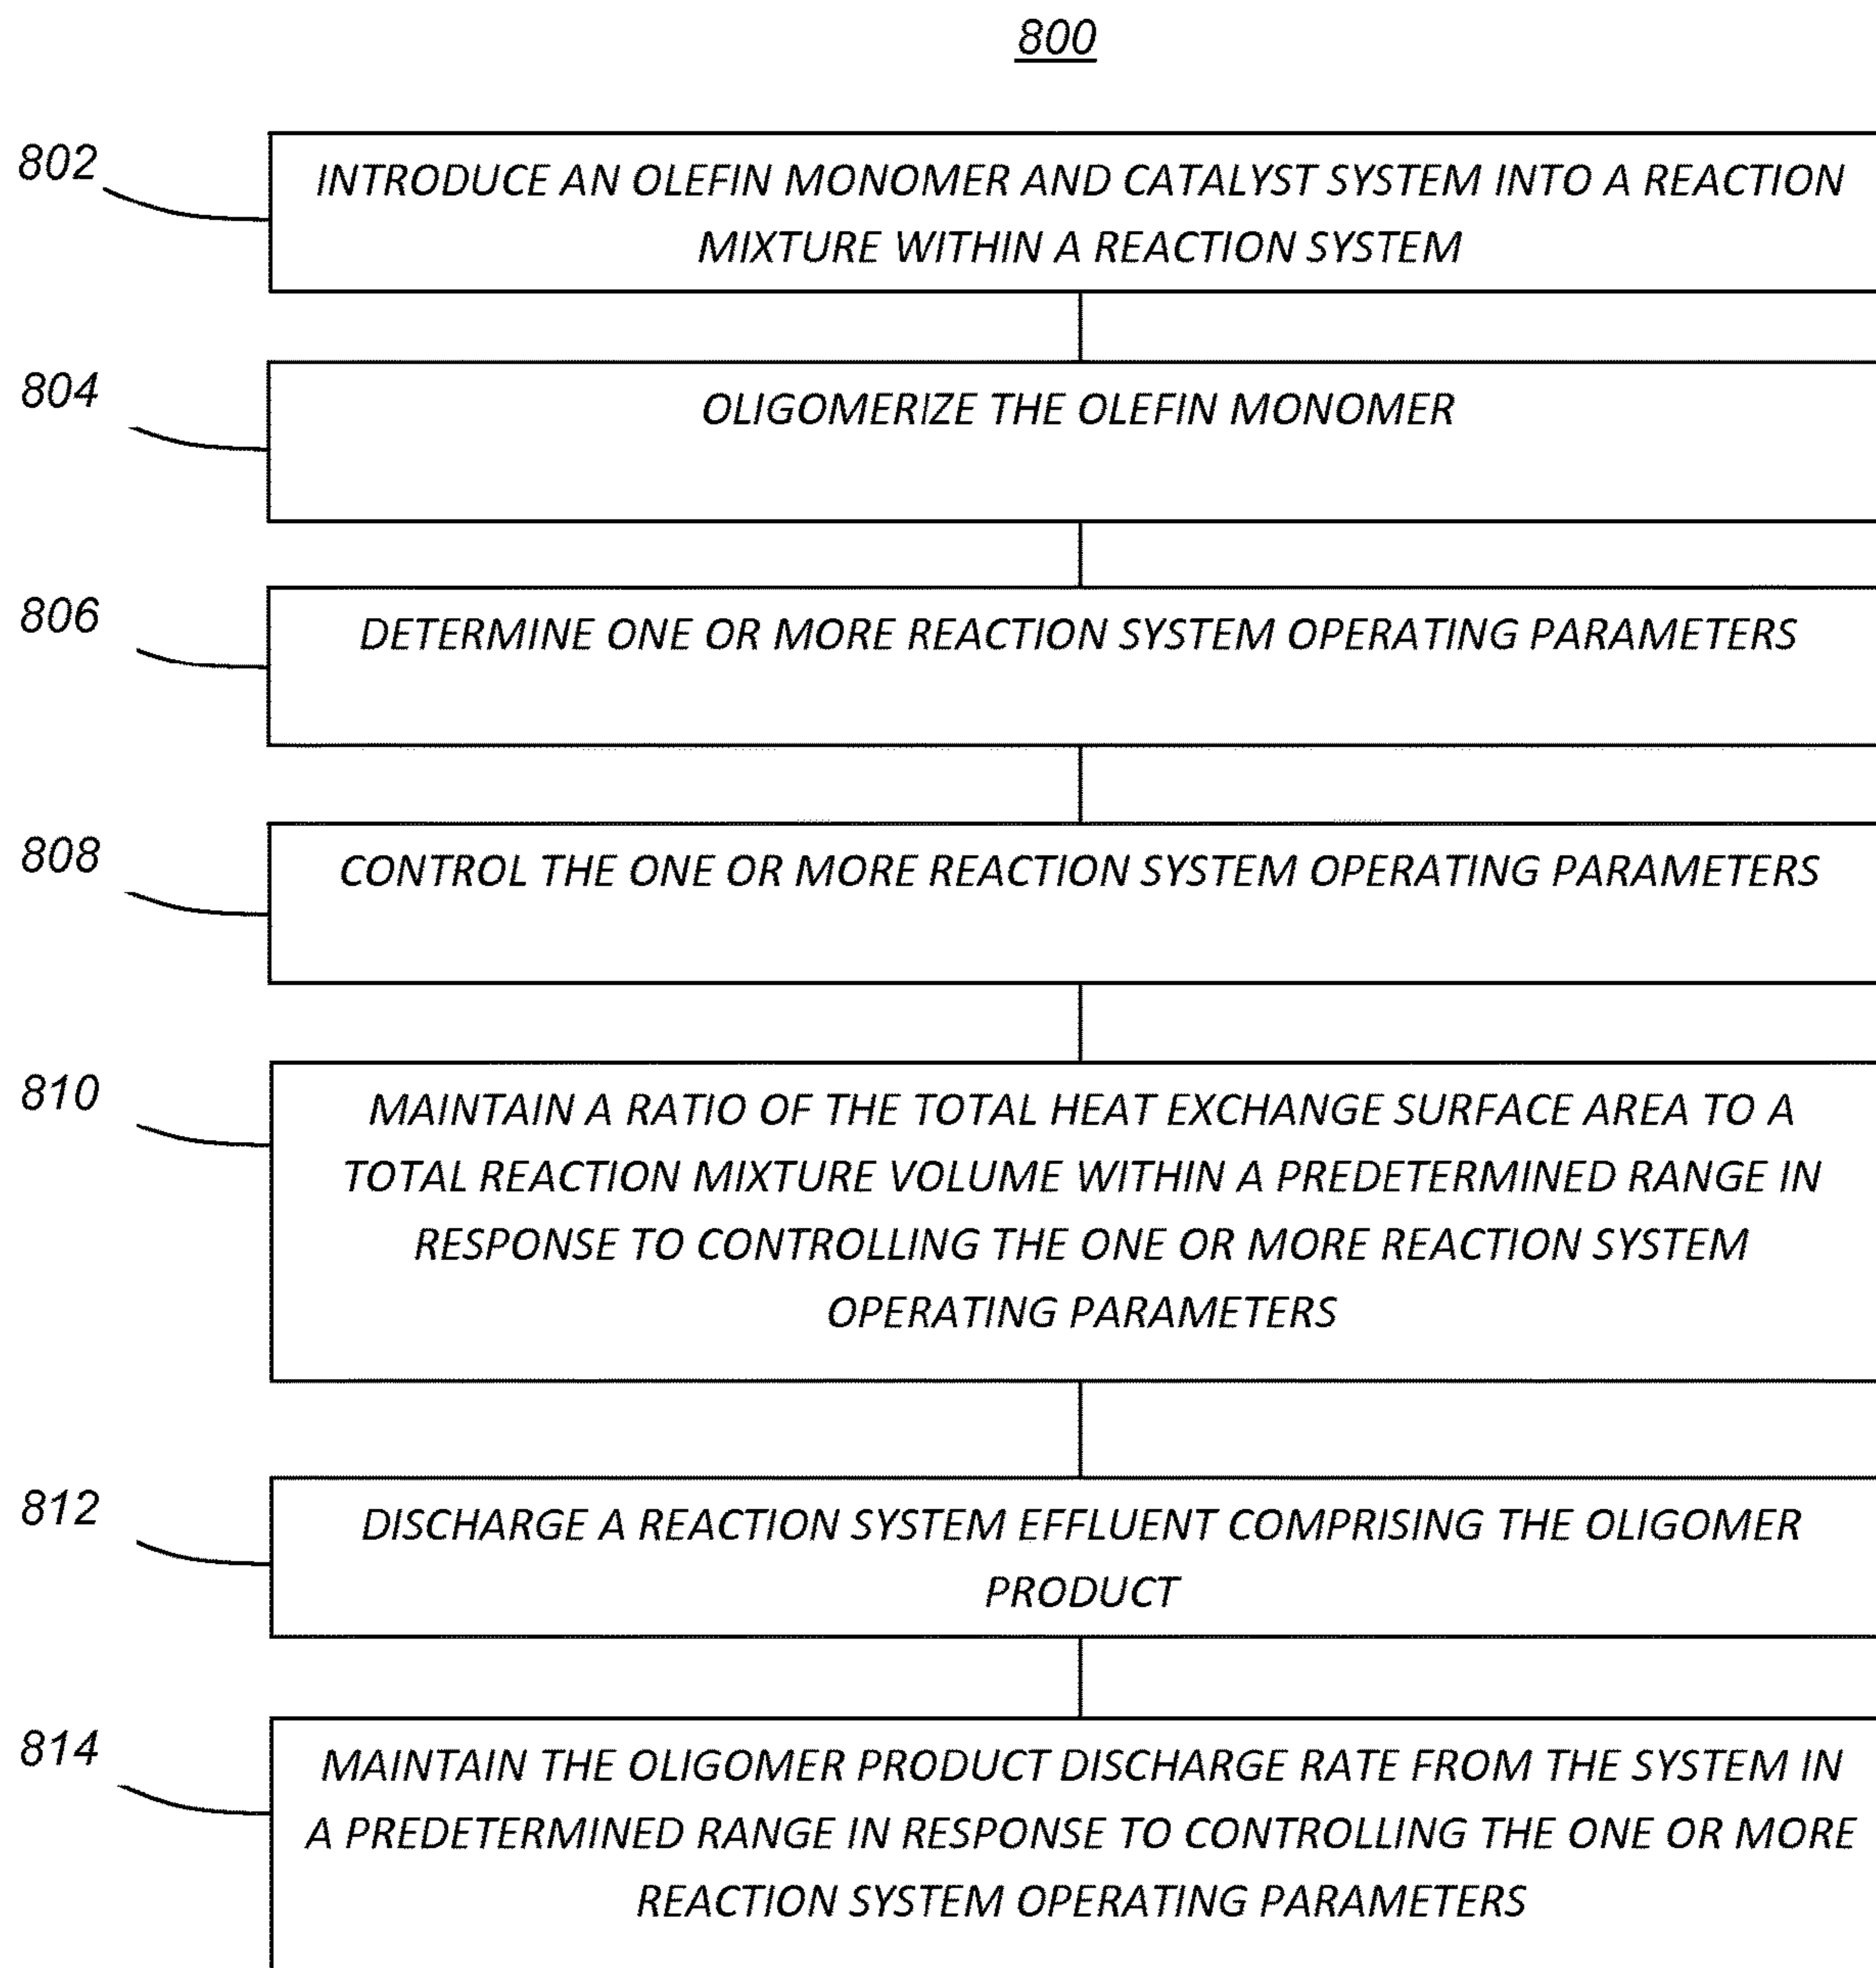 800
802
INTRODUCE AN OLEFIN MONOMER AND CATALYST SYSTEM INTO A REACTION
MIXTURE WITHIN A REACTION SYSTEM
804
OLIGOMERIZE THE OLEFIN MONOMER
806
DETERMINE ONE OR MORE REACTION SYSTEM OPERATING PARAMETERS
808
CONTROL THE ONE OR MORE REACTION SYSTEM OPERATING PARAMETERS
810
MAINTAIN A RATIO OF THE TOTAL HEAT EXCHANGE SURFACE AREA TO A
TOTAL REACTION MIXTURE VOLUME WITHIN A PREDETERMINED RANGE IN
RESPONSE TO CONTROLLING THE ONE OR MORE REACTION SYSTEM
OPERATING PARAMETERS
812
DISCHARGE A REACTION SYSTEM EFFLUENT COMPRISING THE OLIGOMER
PRODUCT
814
MAINTAIN THE OLIGOMER PRODUCT DISCHARGE RATE FROM THE SYSTEM IN
A PREDETERMINED RANGE IN RESPONSE TO CONTROLLING THE ONE OR MORE
REACTION SYSTEM OPERATING PARAMETERS